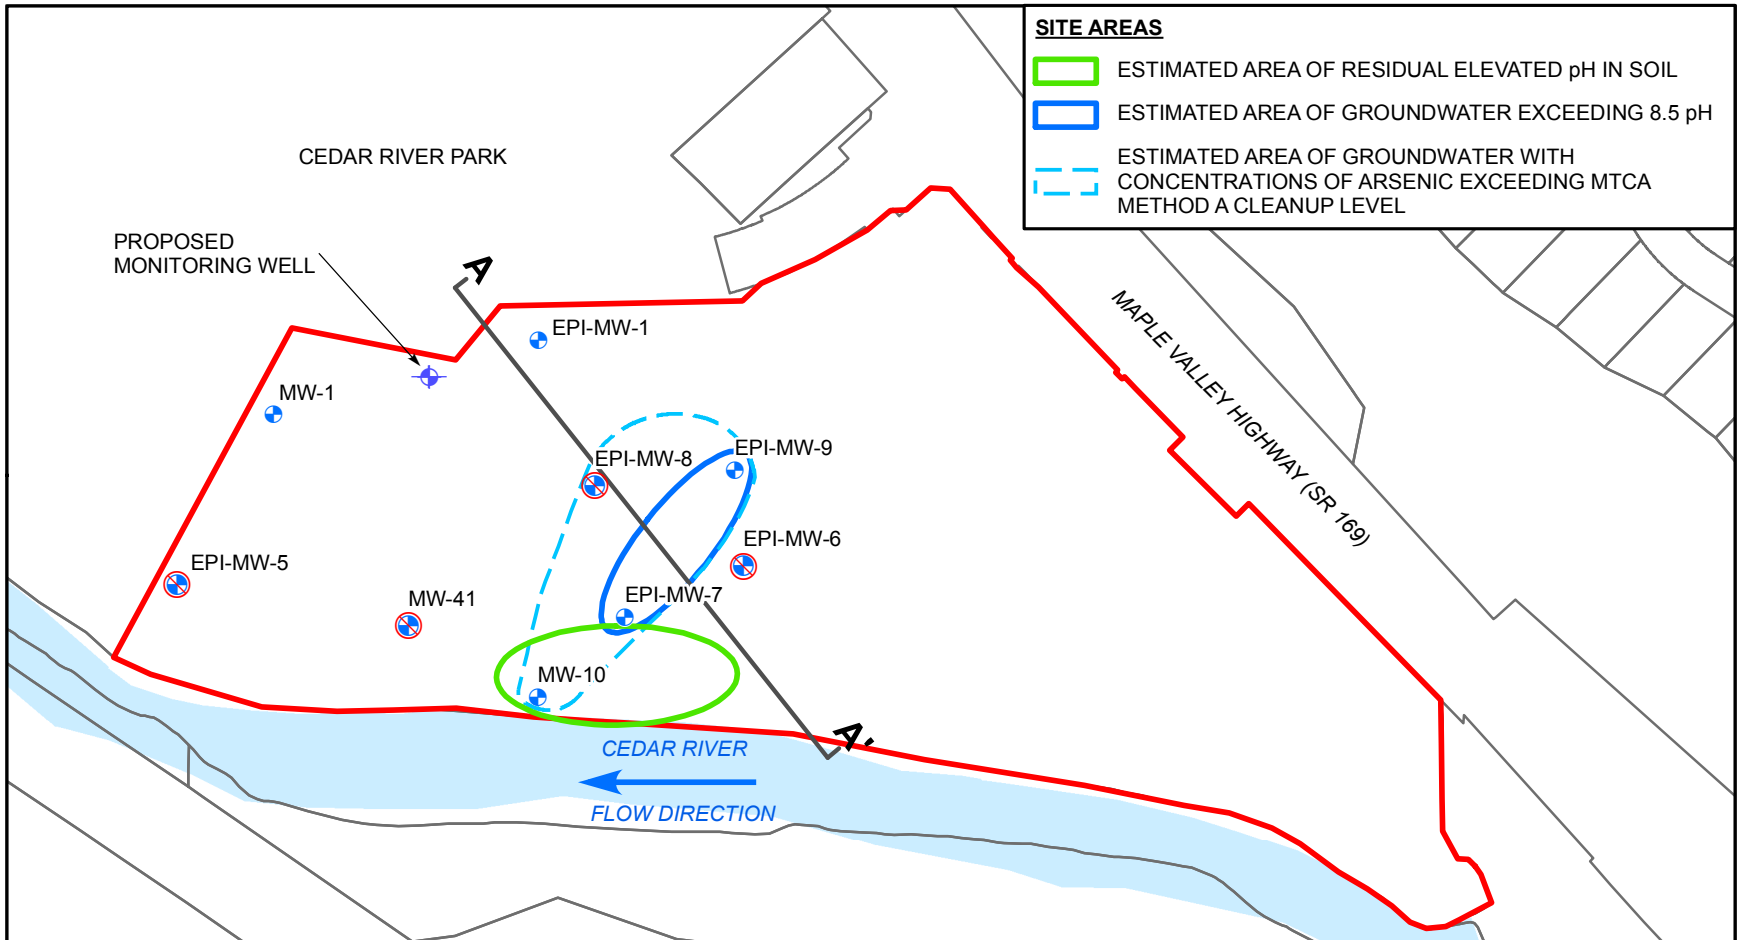 SITE AREAS
ESTIMATED AREA OF RESIDUAL ELEVATED pH IN SOIL
ESTIMATED AREA OF GROUNDWATER EXCEEDING 8.5 pH
ESTIMATED AREA OF GROUNDWATER WITH
CONCENTRATIONS OF ARSENIC EXCEEDING MTCA
METHOD A CLEANUP LEVEL
CEDAR RIVER PARK
PROPOSED
MONITORING WELL
A
EPI-MW-1
MAPLE VALLEY HIGHWAY (SR 169)
MW-1
EPI-MW-9
EPI-MW-8
EPI-MW-6
EPI-MW-5
EPI-MW-7
MW-41
MW-10
A'
CEDAR RIVER
FLOW DIRECTION